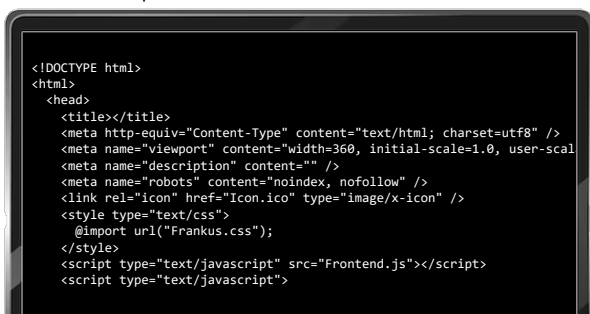 <!DOCTYPE html>
<html>
<head>
<title></title>
<meta http-equiv="Content-Type" content="text/html; charset=utf8" />
<meta name="viewport" content="width=360, initial-scale=1.0, user-scal
<meta name="description" content="" />
<meta name="robots" content="noindex, nofollow" />
<link rel="icon" href="Icon.ico" type="image/x-icon" />
<style type="text/css">
@import url("Frankus.css");
</style>
<script type="text/javascript" src="Frontend.js"></script>
<script type="text/javascript">